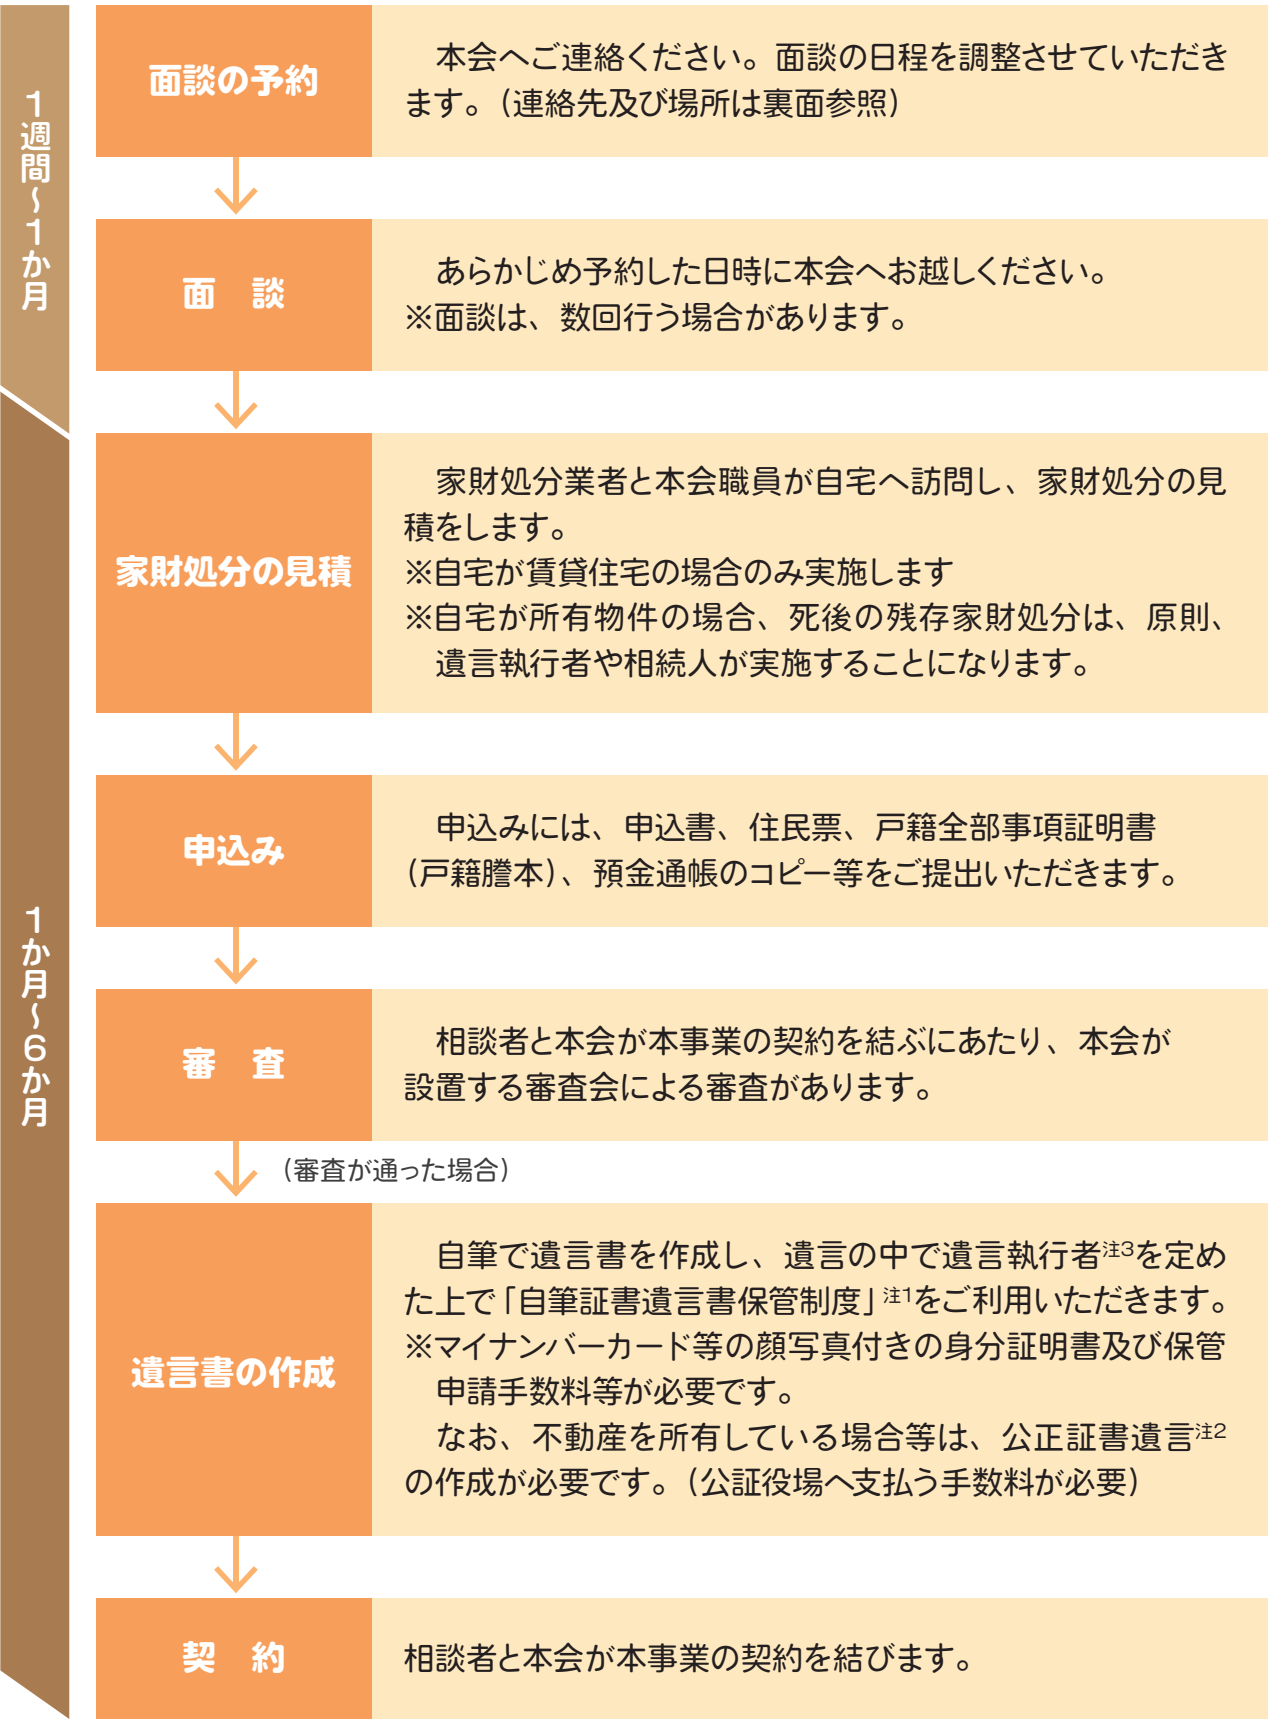 1週間～1か月
面談の予約
本会へご連絡ください。面談の日程を調整させていただき
ます。（連絡先及び場所は裏面参照）
面　談
あらかじめ予約した日時に本会へお越しください。
※面談は、数回行う場合があります。
1か月～6か月
家財処分の見積
家財処分業者と本会職員が自宅へ訪問し、家財処分の見
積をします。
※自宅が賃貸住宅の場合のみ実施します
※自宅が所有物件の場合、死後の残存家財処分は、原則、
遺言執行者や相続人が実施することになります。
申込み
申込みには、申込書、住民票、戸籍全部事項証明書
（戸籍謄本）、預金通帳のコピー等をご提出いただきます。
審　査
相談者と本会が本事業の契約を結ぶにあたり、本会が
設置する審査会による審査があります。
（審査が通った場合）
遺言書の作成
自筆で遺言書を作成し、遺言の中で遺言執行者注3を定め
た上で「自筆証書遺言書保管制度」注1をご利用いただきます。
※マイナンバーカード等の顔写真付きの身分証明書及び保管
申請手数料等が必要です。
なお、不動産を所有している場合等は、公正証書遺言注2
の作成が必要です。（公証役場へ支払う手数料が必要）
契　約
相談者と本会が本事業の契約を結びます。